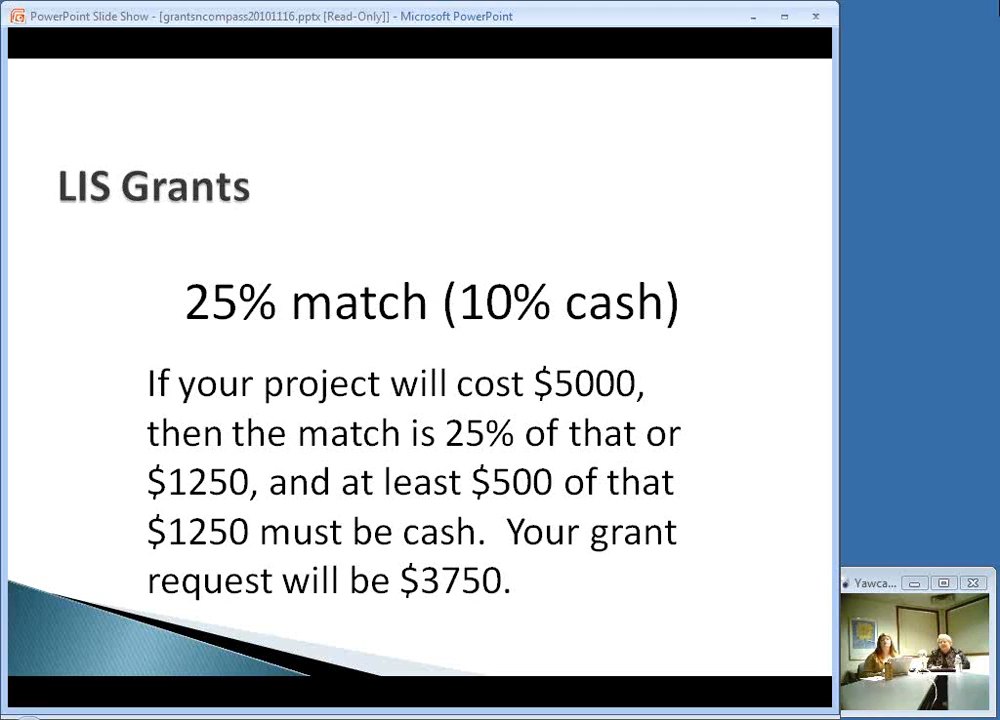 PowerPoint Slide Show - [grantsncompass20101116.pptx [Read-Only]] - Microsoft PowerPoint
LIS Grants
25% match (10% cash)
If your project will cost $5000,
then the match is 25% of that or
$1250, and at least $500 of that
$1250 must be cash.  Your grant
request will be $3750.
Yawca...